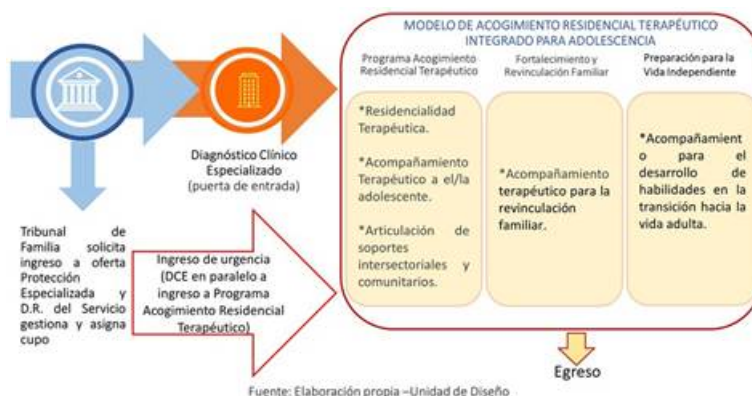 MODELO DE ACOGIMIENTO RESIDENCIAL TERAPÉUTICO
INTEGRADO PARA ADOLESCENCIA
Programa Acogimiento
Residencial Terapéutico
Fortalecimiento y
Revinculación Familiar
Preparación para la
Vida Independiente
*Residencialidad
Terapéutica.
*Acompañamiento
Terapéutico a el/la
adolescente.
*Articulación de
soportes
intersectoriales y
comunitarios.
*Acompañamiento
terapéutico para la
revinculación
familiar.
*Acompañamient
o para el
desarrollo de
habilidades en la
transición hacia la
vida adulta.
Diagnóstico Clínico
Especializado
(puerta de entrada)
Tribunal de
Familia solicita
ingreso a oferta
Protección
Especializada y
D.R. del Servicio
gestiona y asigna
cupo
Ingreso de urgencia
(DCE en paralelo a
ingreso a Programa
Acogimiento Residencial
Terapéutico)
Egreso
Fuente: Elaboración propia –Unidad de Diseño